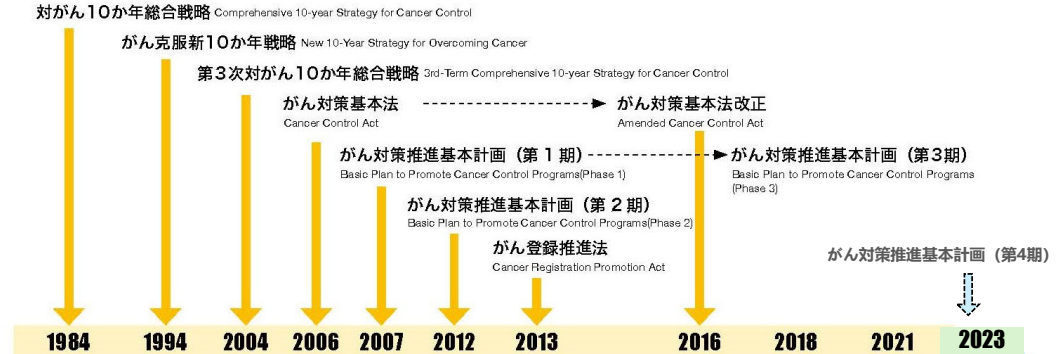 対がん10か年総合戦略 Comprehensive 10-year Strategy for Cancer Control
がん克服新10か年戦略 New 10-Year Strategy for Overcoming Cancer
第3次対がん10か年総合戦略 3rd-Term Comprehensive 10-year Strategy for Cancer Control
がん対策基本法
Cancer Control Act
がん対策基本法改正
Amended Cancer Control Act
がん対策推進基本計画（第1期）
Basic Plan to Promote Cancer Control Programs(Phase 1)
がん対策推進基本計画（第3期）
Basic Plan to Promote Cancer Control Programs
(Phase 3)
がん対策推進基本計画（第2期）
Basic Plan to Promote Cancer Control Programs(Phase 2)
がん登録推進法
Cancer Registration Promotion Act
がん対策推進基本計画（第4期）
1984 1994 2004 2006 2007 2012 2013 2016 2018 2021 2023